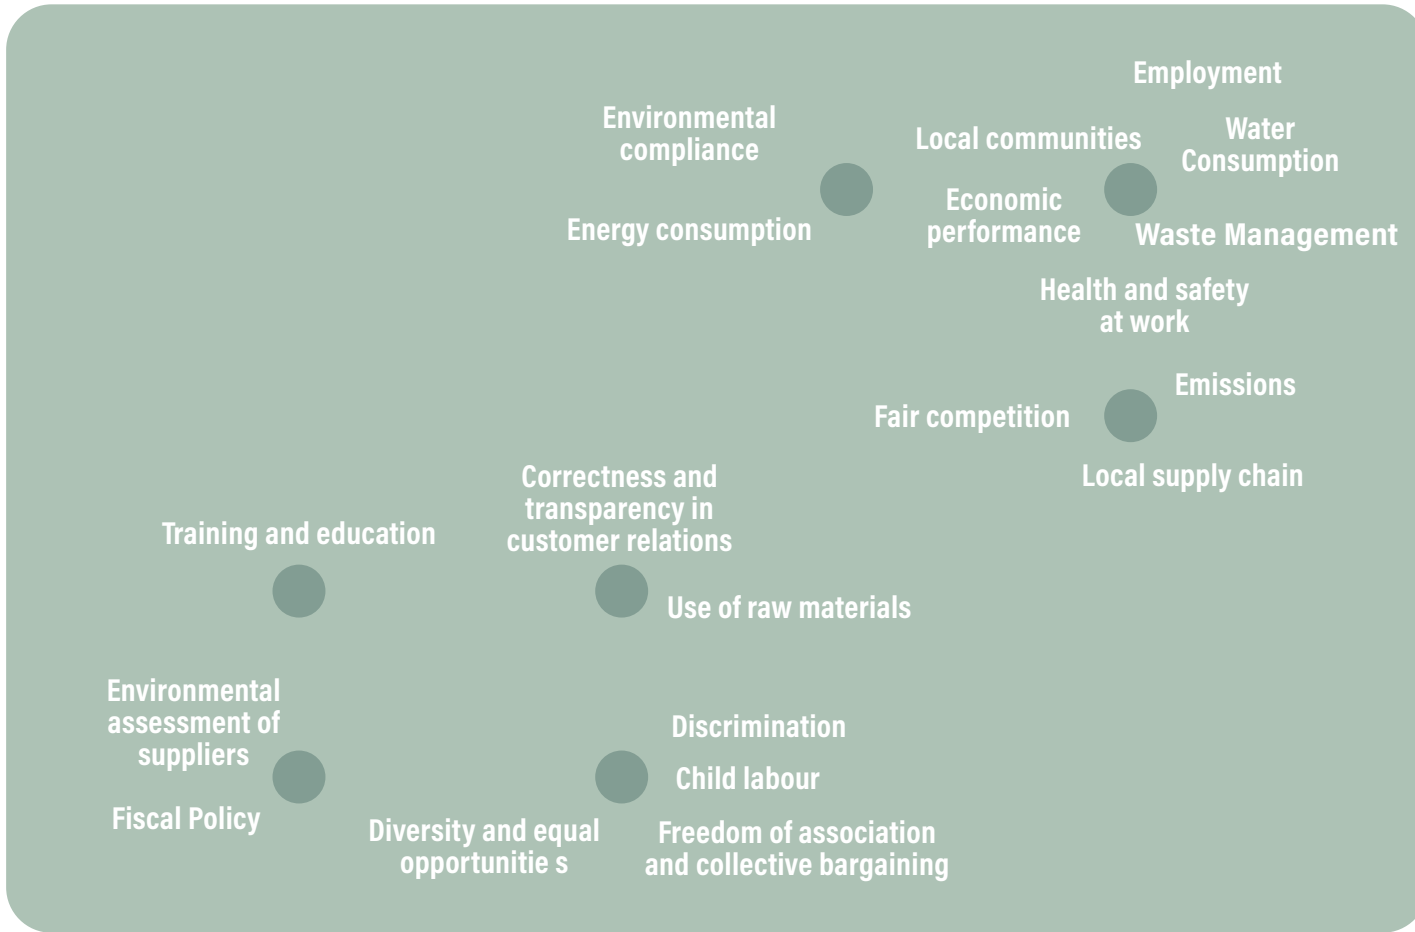 Employment
Environmental
compliance
Local communities
Water
Consumption
Energy consumption
Economic
performance
Waste Management
Health and safety
at work
Emissions
Fair competition
Local supply chain
Correctness and
transparency in
customer relations
Training and education
Use of raw materials
Environmental
assessment of
suppliers
Discrimination
Child labour
Fiscal Policy
Diversity and equal
opportunitie s
Freedom of association
and collective bargaining